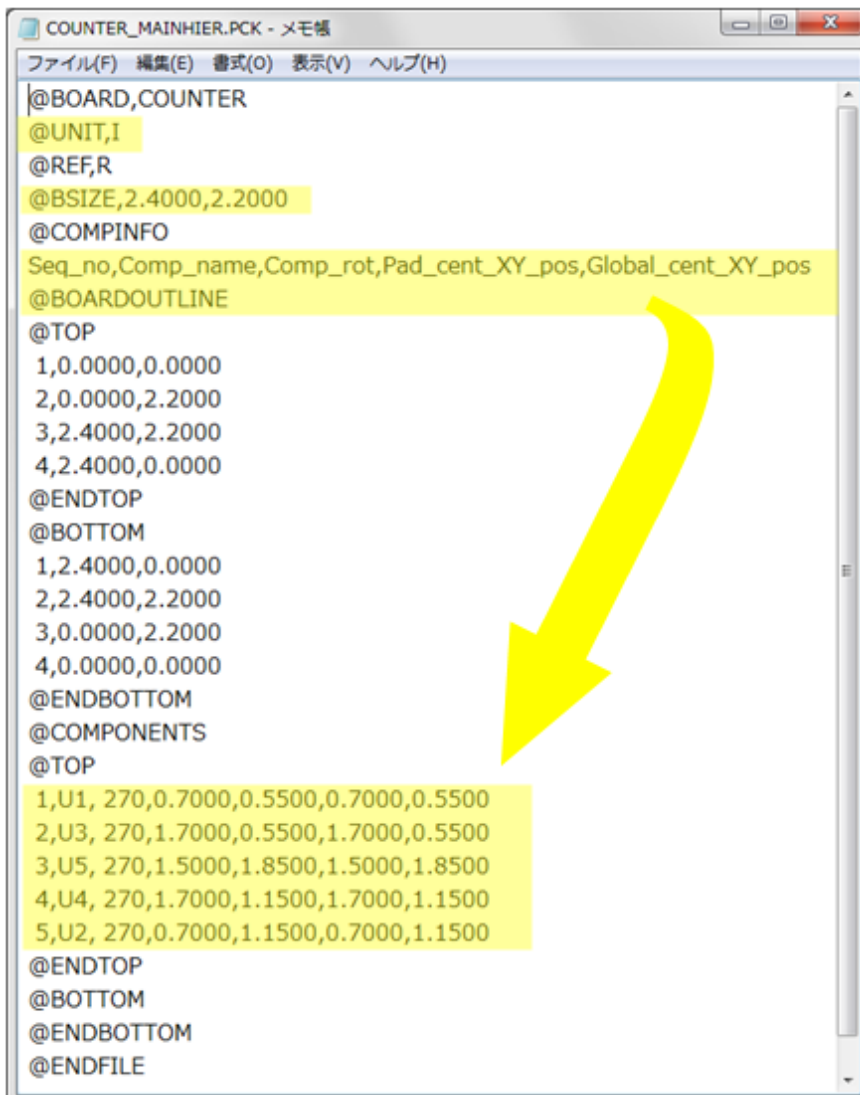 COUNTER_MAINHIER.PCK - メモ帳
ファイル(F) 編集(E) 書式(O) 表示(V) ヘルプ(H)
@BOARD,COUNTER
@UNIT,I
@REF,R
@BSIZE,2.4000,2.2000
@COMPINFO
Seq_no,Comp_name,Comp_rot,Pad_cent_XY_pos,Global_cent_XY_pos
@BOARDOUTLINE
@TOP
1,0.0000,0.0000
2,0.0000,2.2000
3,2.4000,2.2000
4,2.4000,0.0000
@ENDTOP
@BOTTOM
1,2.4000,0.0000
2,2.4000,2.2000
3,0.0000,2.2000
4,0.0000,0.0000
@ENDBOTTOM
@COMPONENTS
@TOP
1,U1, 270,0.7000,0.5500,0.7000,0.5500
2,U3, 270,1.7000,0.5500,1.7000,0.5500
3,U5, 270,1.5000,1.8500,1.5000,1.8500
4,U4, 270,1.7000,1.1500,1.7000,1.1500
5,U2, 270,0.7000,1.1500,0.7000,1.1500
@ENDTOP
@BOTTOM
@ENDBOTTOM
@ENDFILE